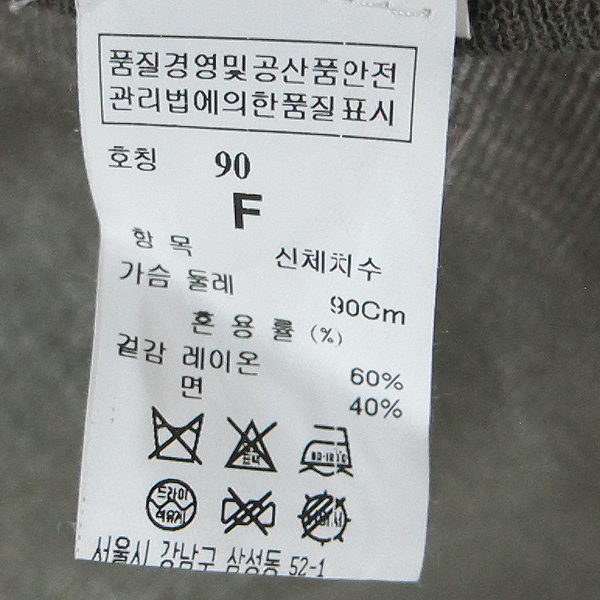 품질경영및공산품안전
관리법에의한품질표시
호칭 90
F
항 목 신체치수
가슴 둘레 90Cm
혼 용 률 (%)
겉감 레이온 60%
면 40%
드라이
석유계
서울시 강남구 삼성동 52-1